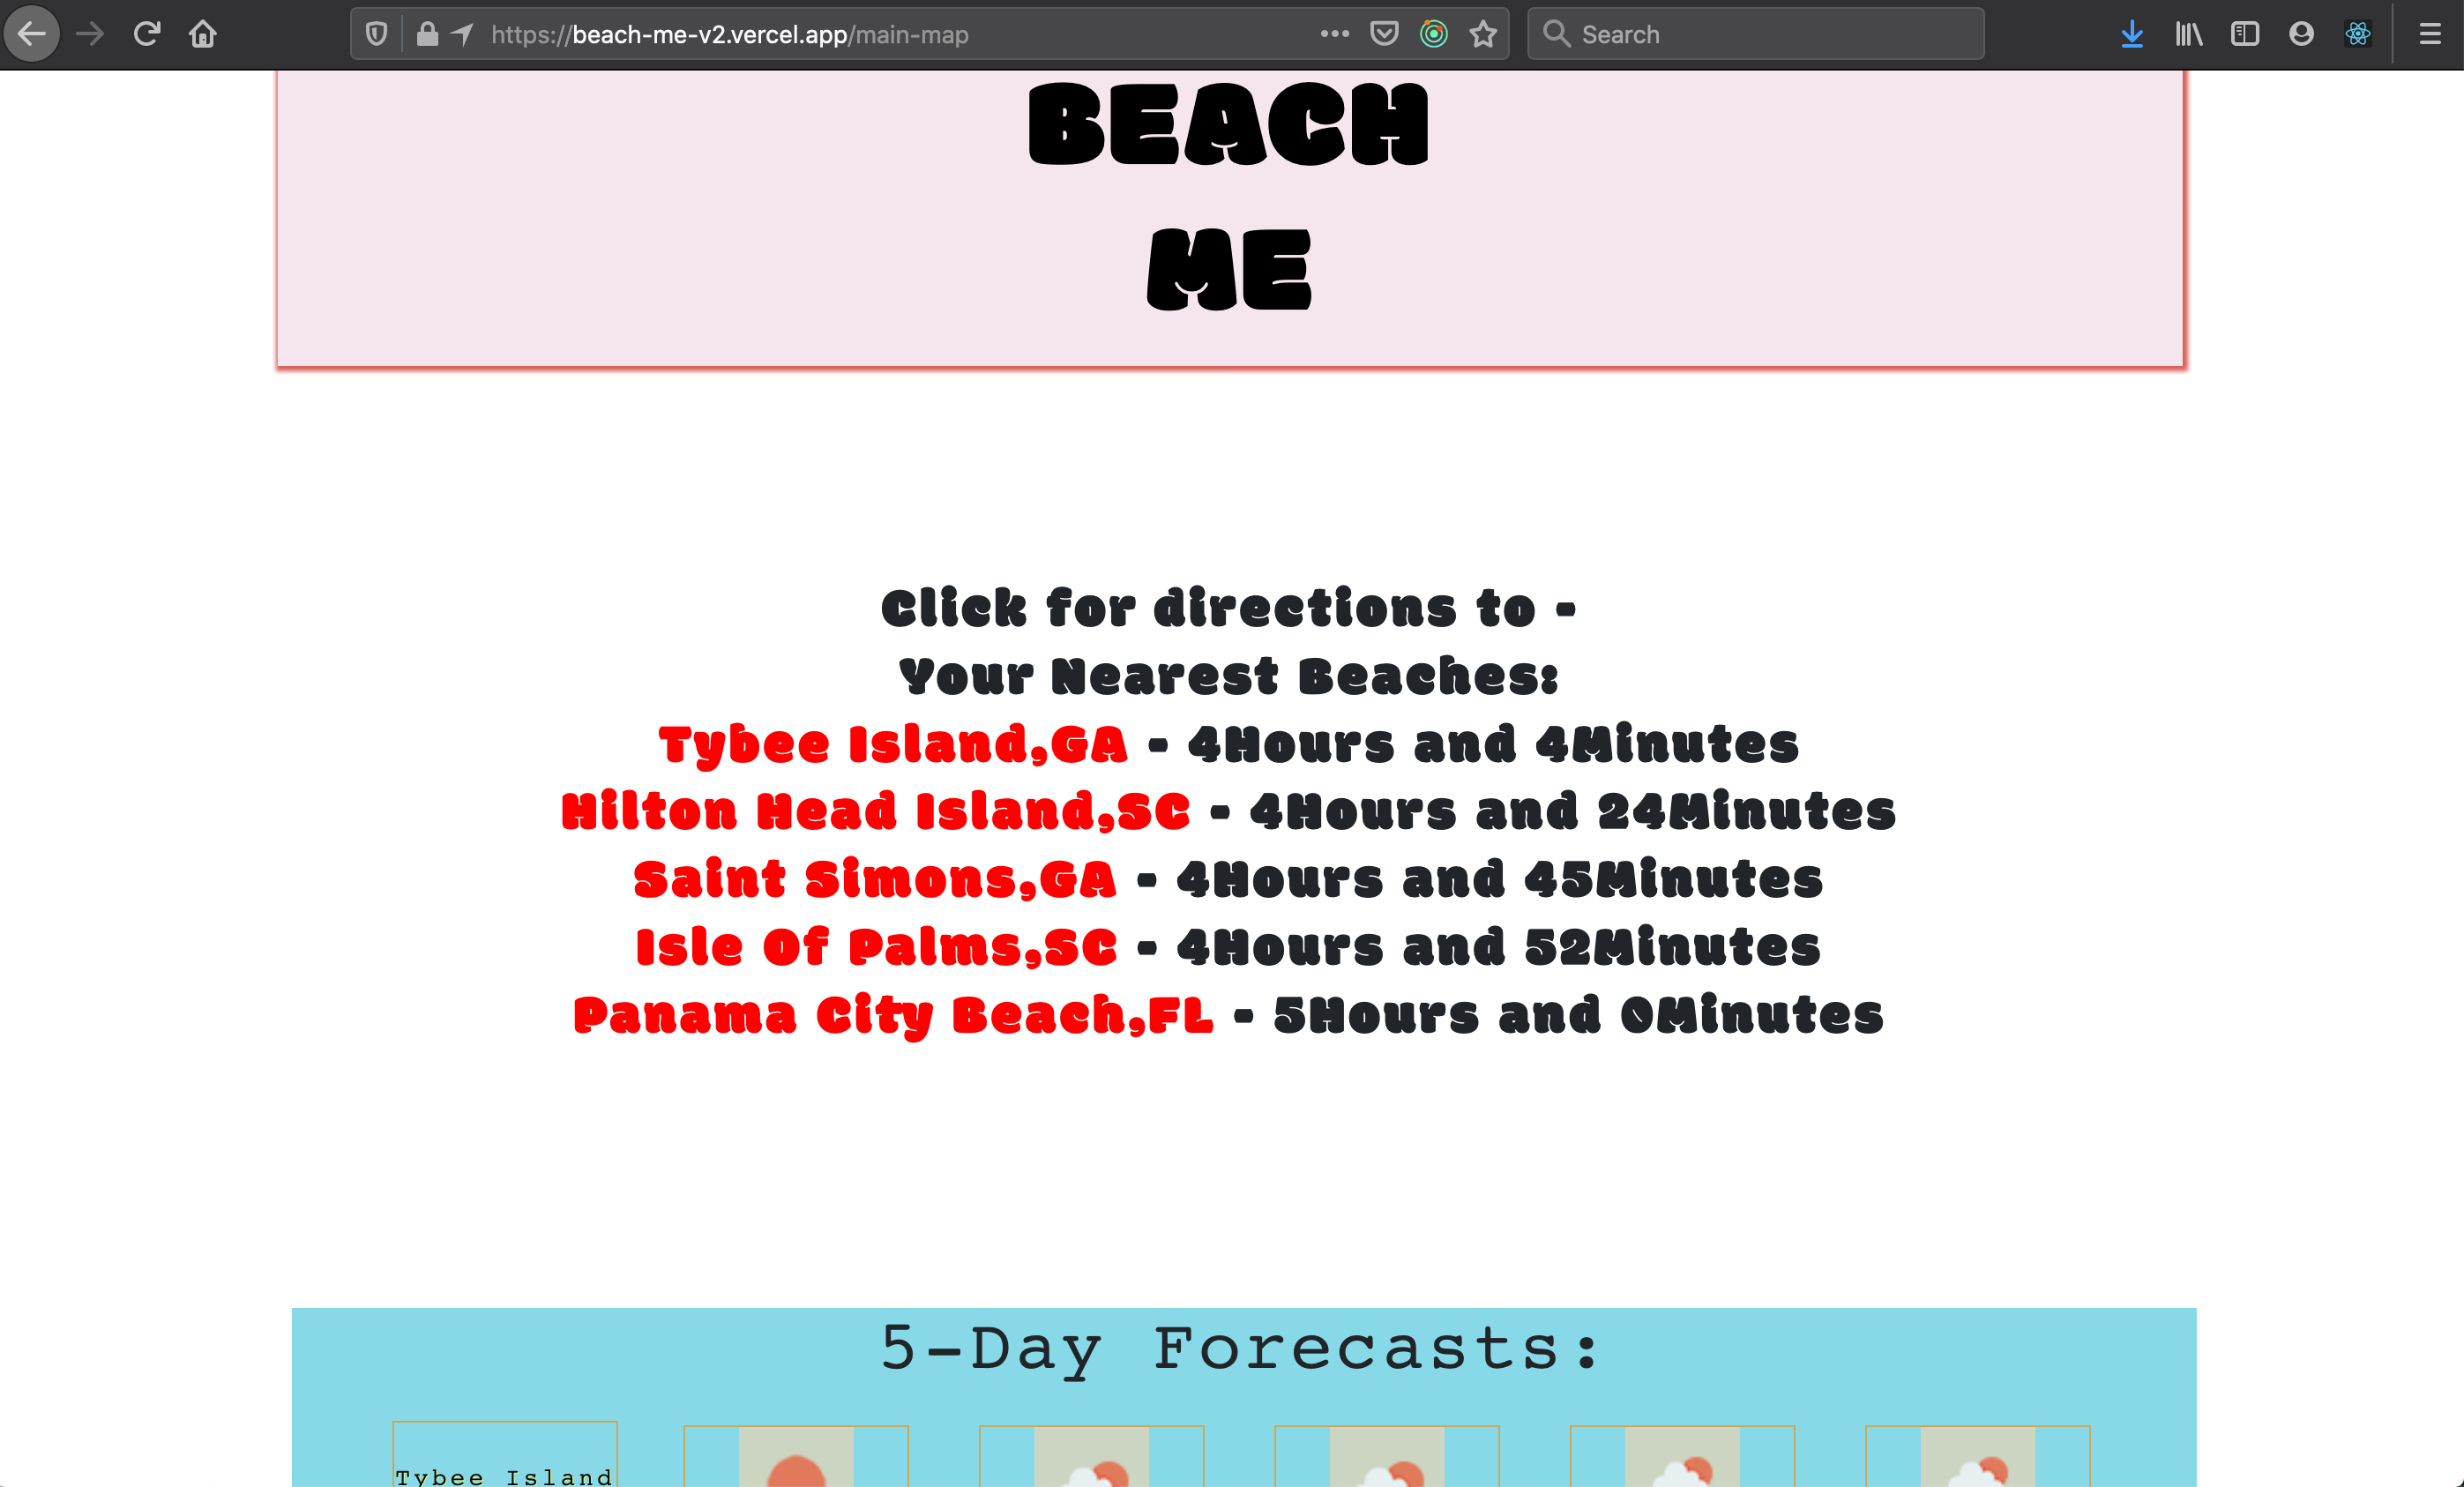 https://beach-me-v2.vercel.app/main-map
Search
BEACH
ME
Click for directions to -
Your Nearest Beaches:
Tybee Island,GA - 4Hours and 4Minutes
Hilton Head Island,SC - 4Hours and 24Minutes
Saint Simons,GA - 4Hours and 45Minutes
Isle Of Palms,SC - 4Hours and 52Minutes
Panama City Beach,FL - 5Hours and 0Minutes
5-Day Forecasts:
Tybee Island